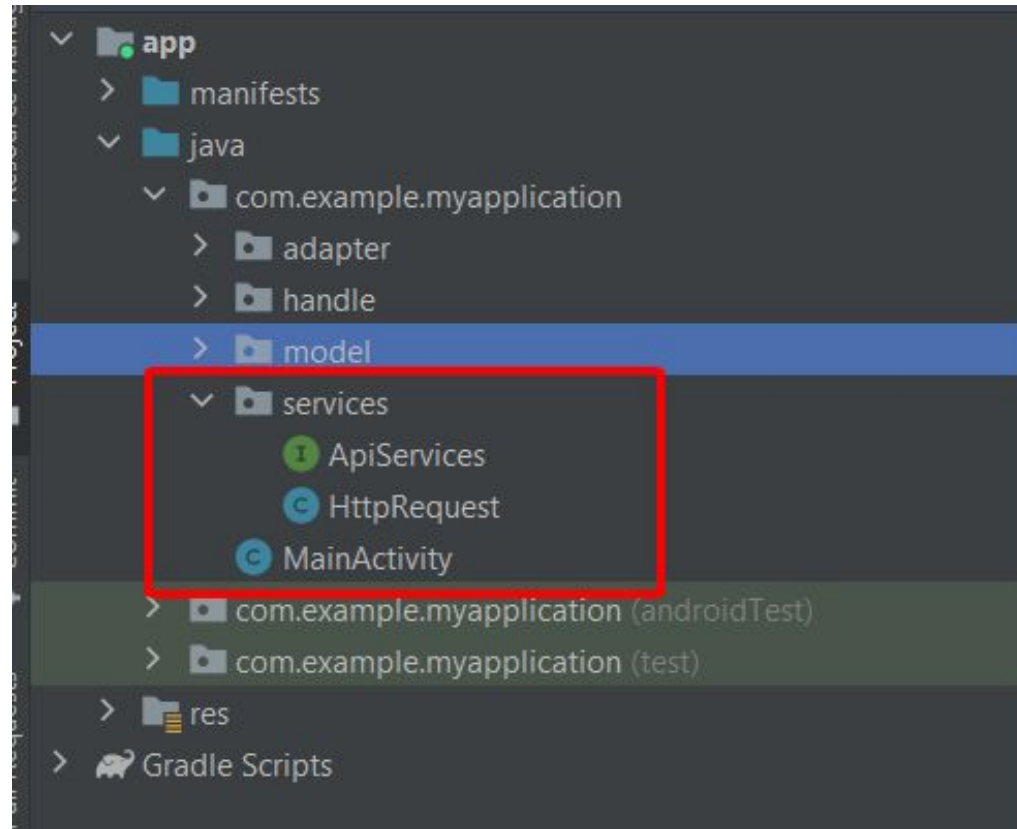 app
manifests
java
com.example.myapplication
adapter
handle
model
services
I ApiServices
C HttpRequest
C MainActivity
com.example.myapplication (androidTest)
com.example.myapplication (test)
res
Gradle Scripts